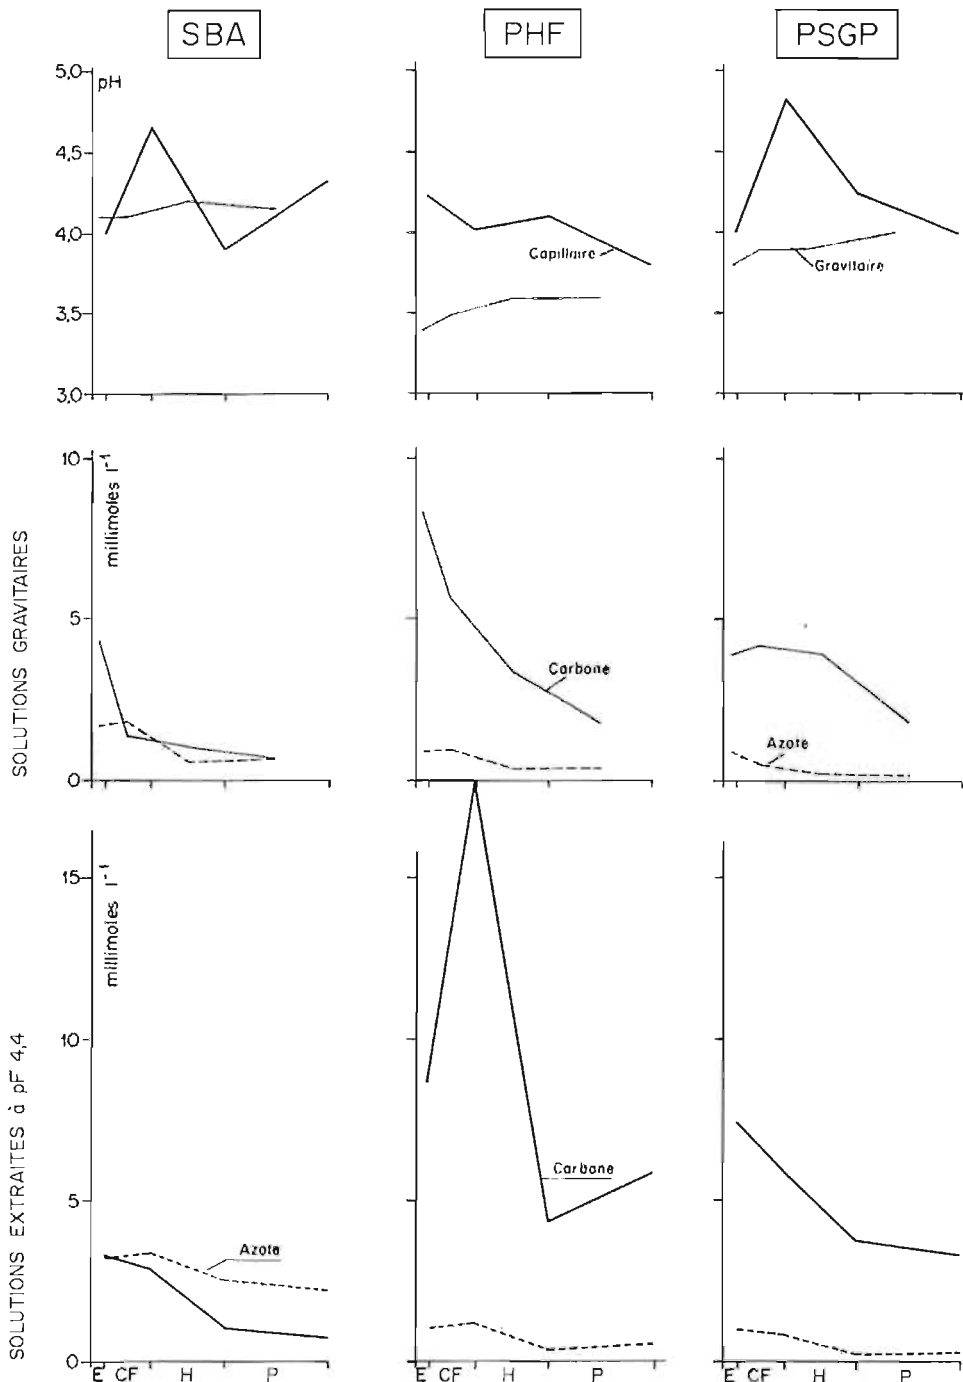 SBA PHF PSGP
5,0
pH
4,5
4,0
3,5
3,0
Capillaire
Gravitaire
SOLUTIONS GRAVITAIRES
millimoles l⁻¹
10
5
0
Carbone
Azote
SOLUTIONS EXTRAITES à pF 4,4
millimoles l⁻¹
15
10
5
0
Azote
Carbone
E CF H P E CF H P E CF H P